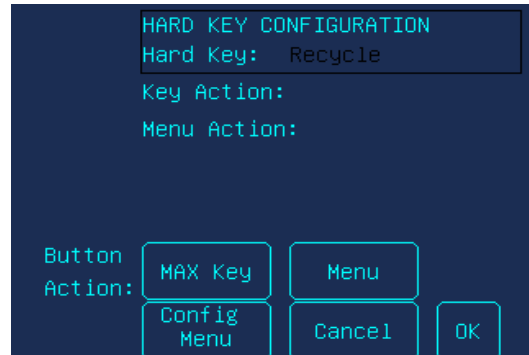 HARD KEY CONFIGURATION
Hard Key: Recycle
Key Action:
Menu Action:
Button
Action:
MAX Key
Menu
Config
Menu
Cancel
OK